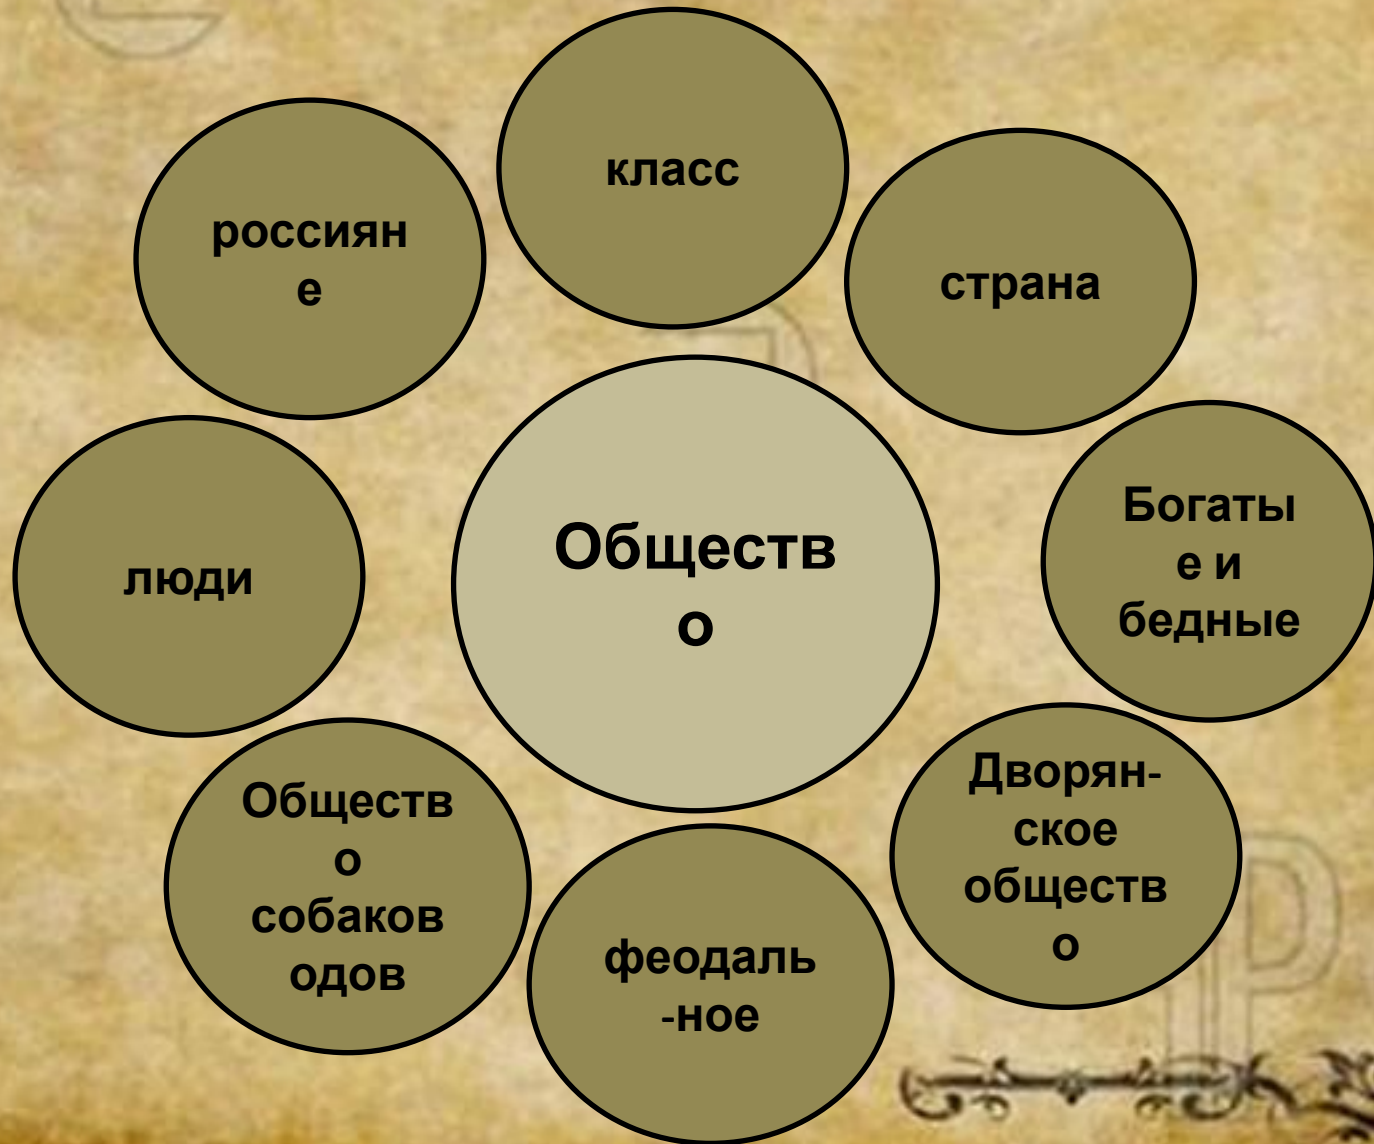 класс
россиян
е
страна
Богаты
е и
бедные
Обществ
о
люди
Дворян-
ское
обществ
о
Обществ
о
собаков
одов
феодаль
-ное